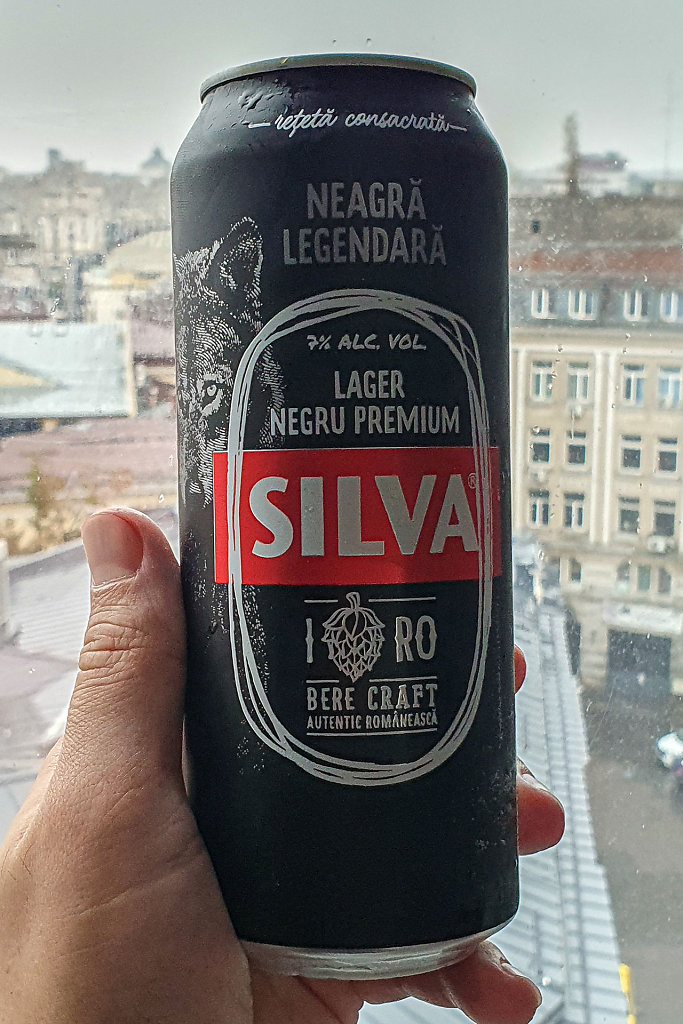 rețetă consacrată
NEAGRĂ
LEGENDARĂ
7% ALC. VOL.
LAGER
NEGRU PREMIUM
SILVA®
I RO
BERE CRAFT
AUTENTIC ROMÂNEASCĂ